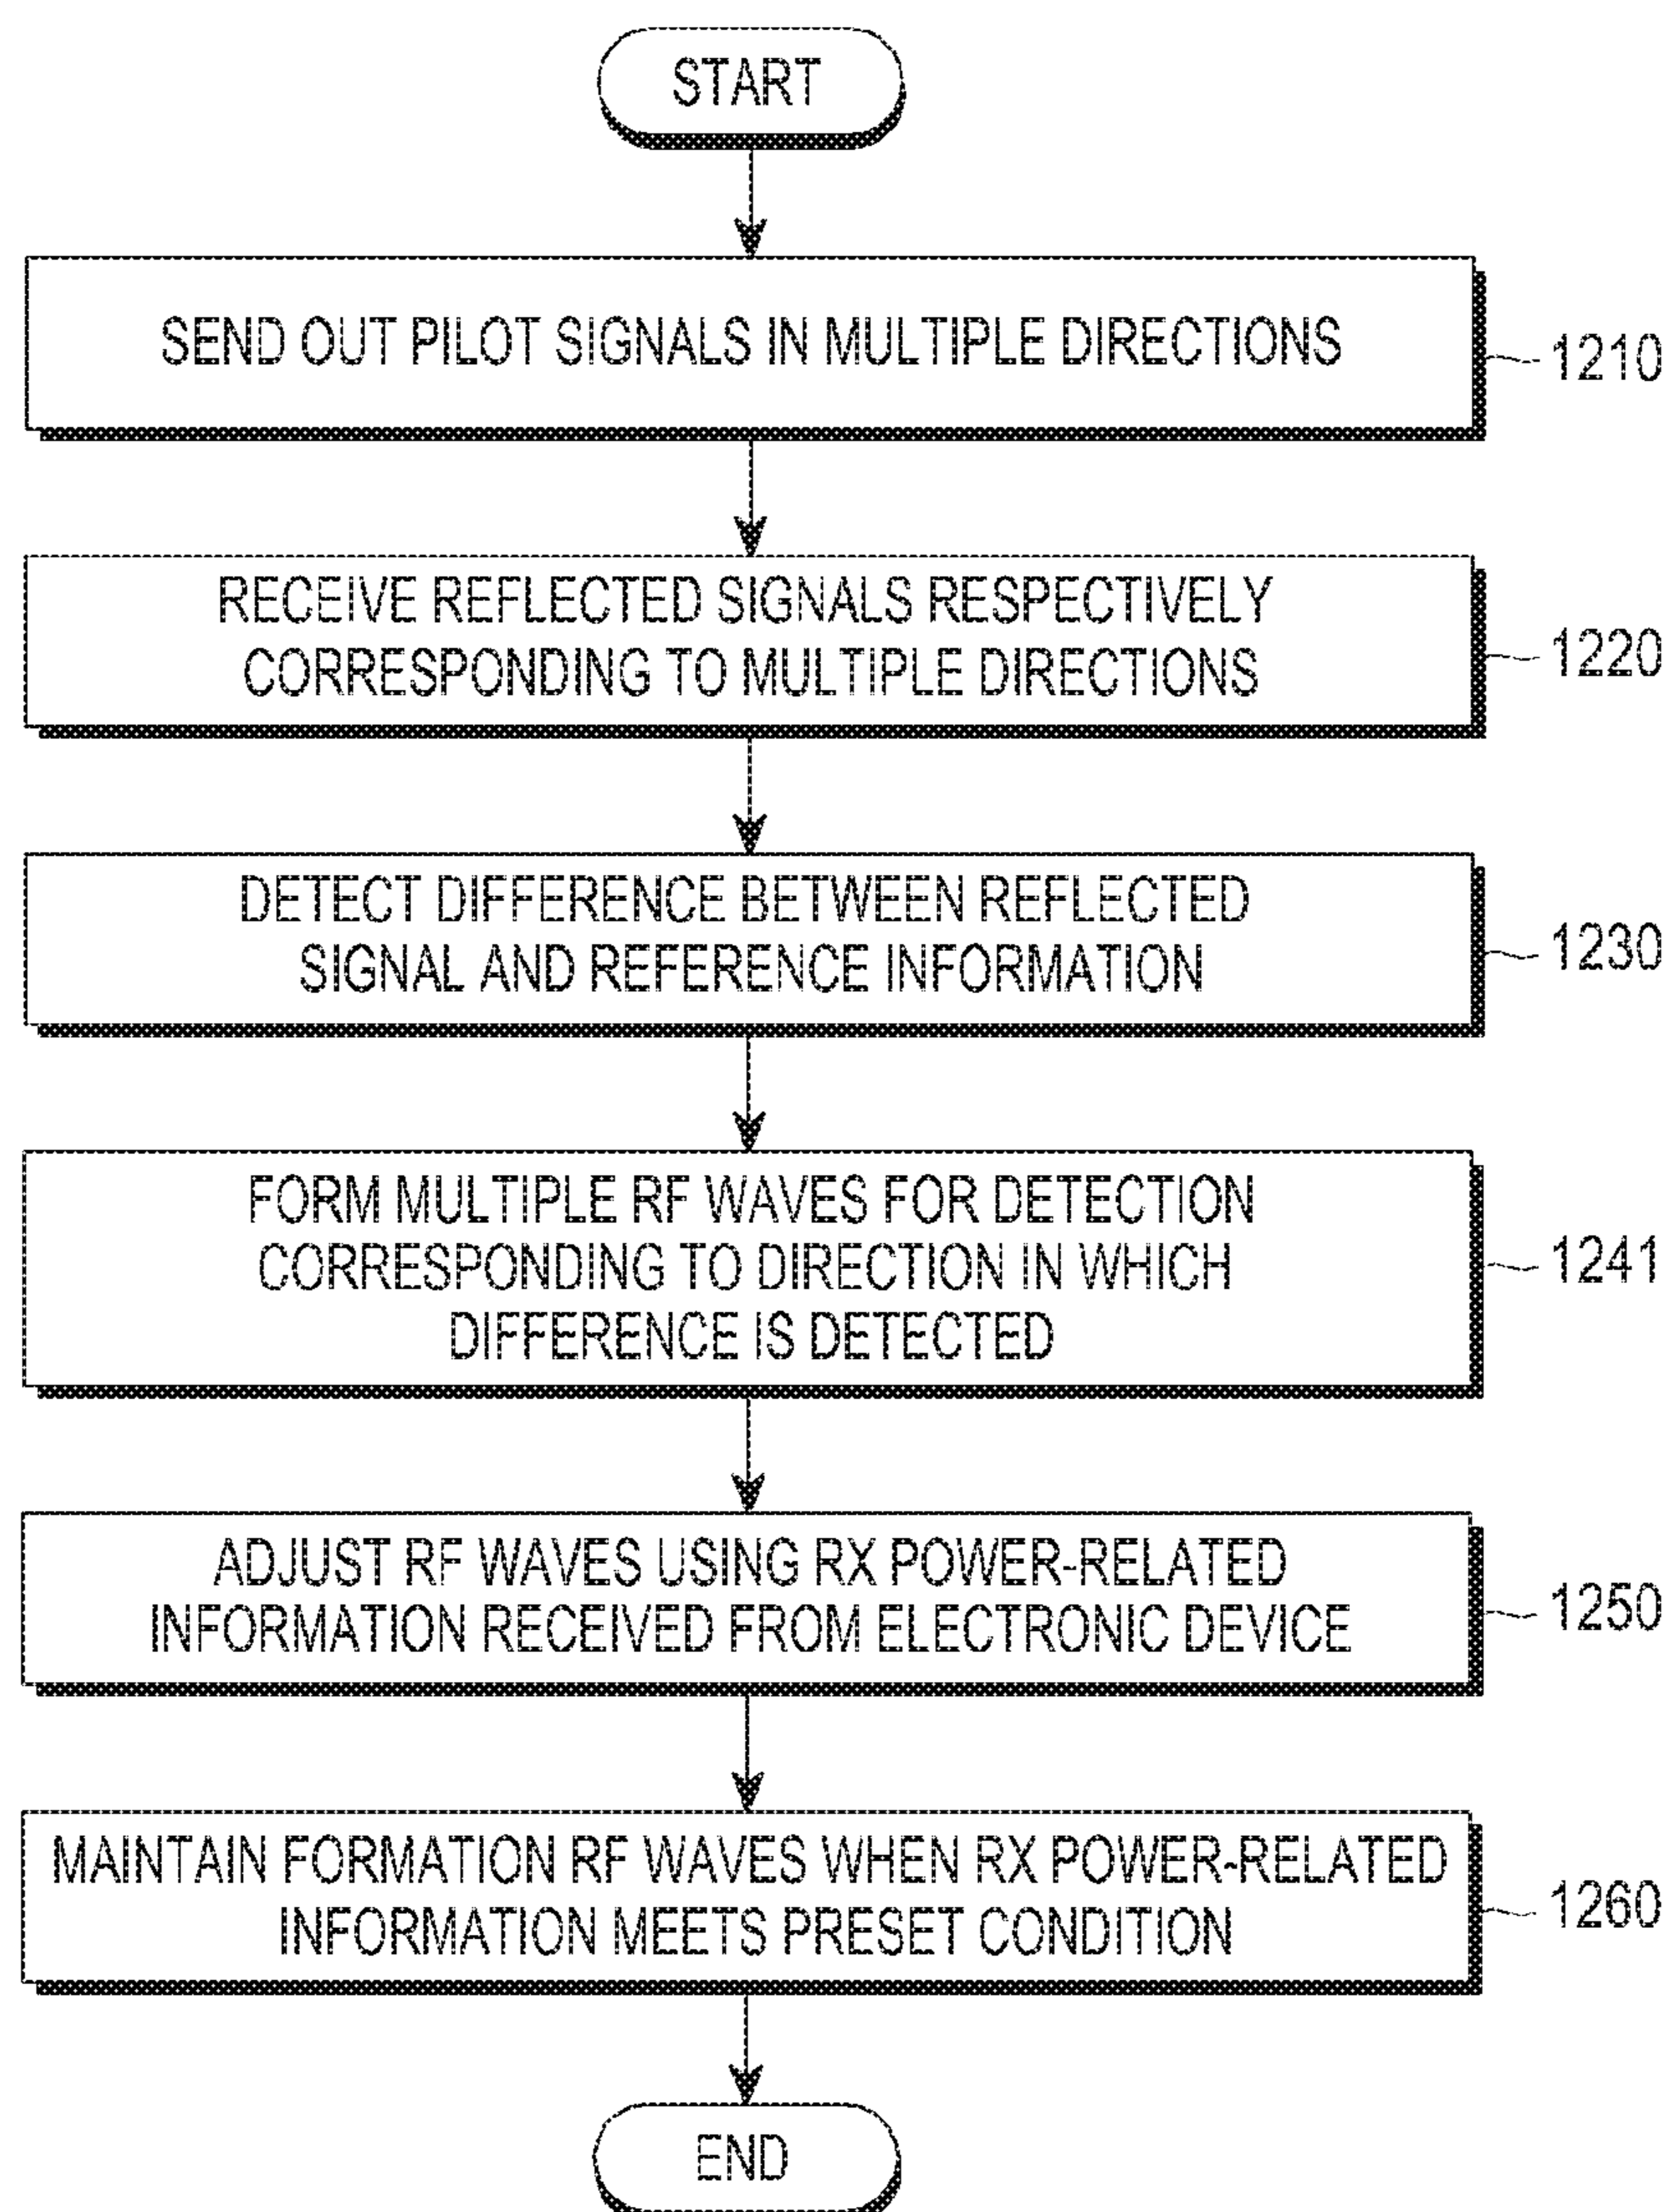 START
SEND OUT PILOT SIGNALS IN MULTIPLE DIRECTIONS
1210
RECEIVE REFLECTED SIGNALS RESPECTIVELY
CORRESPONDING TO MULTIPLE DIRECTIONS
1220
DETECT DIFFERENCE BETWEEN REFLECTED
SIGNAL AND REFERENCE INFORMATION
1230
FORM MULTIPLE RF WAVES FOR DETECTION
CORRESPONDING TO DIRECTION IN WHICH
DIFFERENCE IS DETECTED
1241
ADJUST RF WAVES USING RX POWER-RELATED
INFORMATION RECEIVED FROM ELECTRONIC DEVICE
1250
MAINTAIN FORMATION RF WAVES WHEN RX POWER-RELATED
INFORMATION MEETS PRESET CONDITION
1260
END